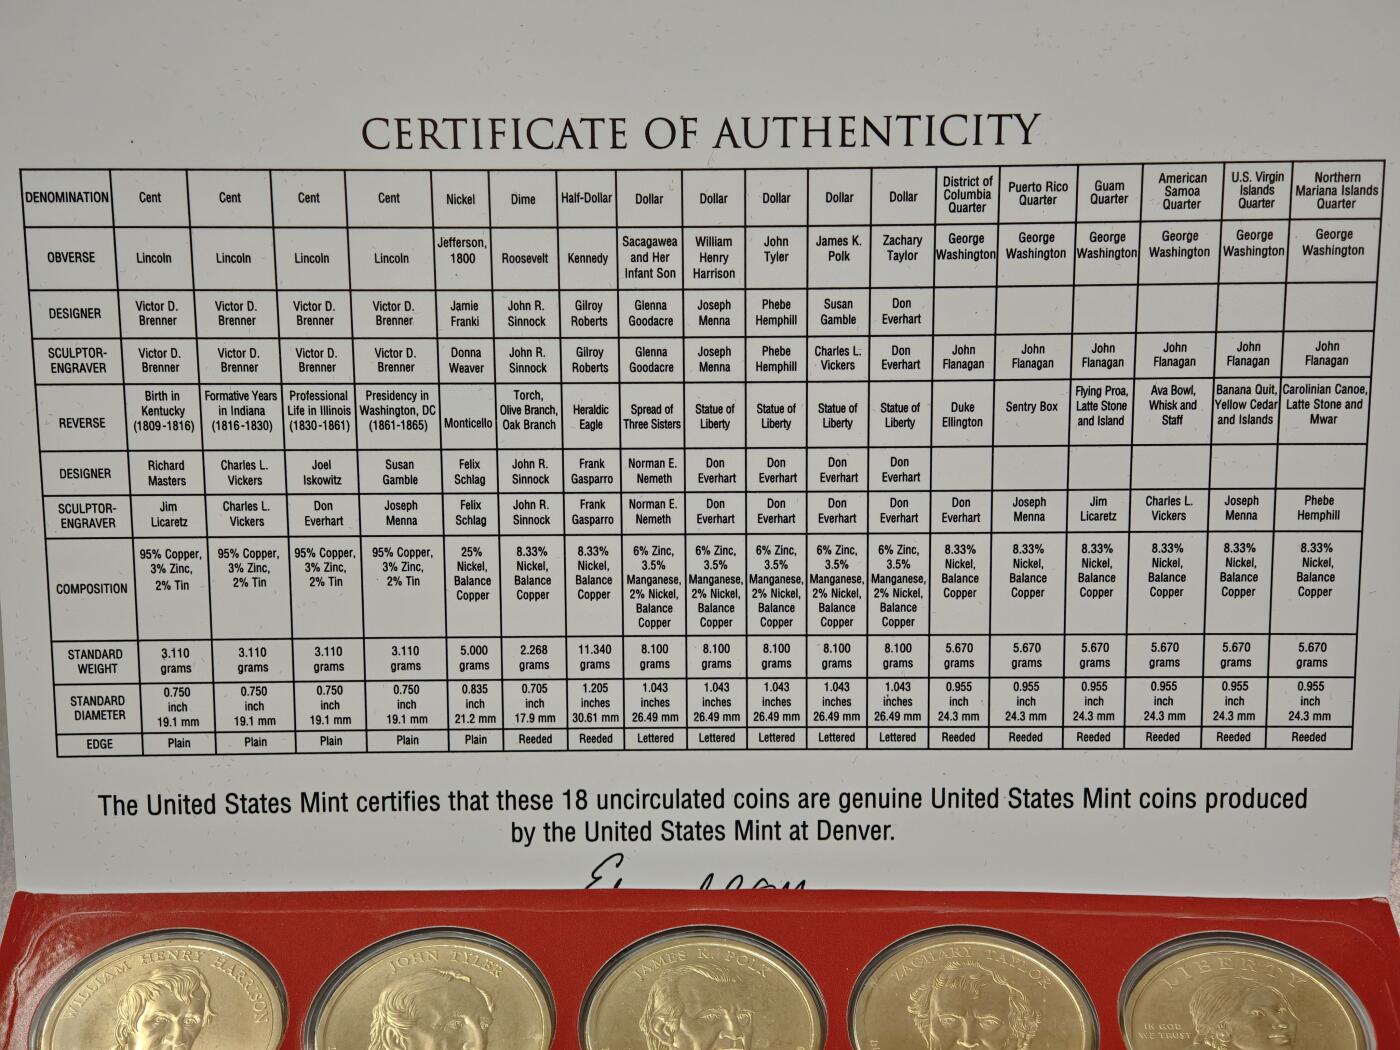 CERTIFICATE OF AUTHENTICITY
DENOMINATION Cent Cent Cent Cent Nickel Dime Half-Dollar Dollar Dollar Dollar Dollar Dollar District of Columbia Quarter Puerto Rico Quarter Guam Quarter American Samoa Quarter U.S. Virgin Islands Quarter Northern Mariana Islands Quarter
OBVERSE Lincoln Lincoln Lincoln Lincoln Jefferson, 1800 Roosevelt Kennedy Sacagawea and Her Infant Son William Henry Harrison John Tyler James K. Polk Zachary Taylor George Washington George Washington George Washington George Washington George Washington George Washington
DESIGNER Victor D. Brenner Victor D. Brenner Victor D. Brenner Victor D. Brenner Jamie Franki John R. Sinnock Gilroy Roberts Glenna Goodacre Joseph Menna Phebe Hemphill Susan Gamble Don Everhart
SCULPTOR-ENGRAVER Victor D. Brenner Victor D. Brenner Victor D. Brenner Victor D. Brenner Donna Weaver John R. Sinnock Gilroy Roberts Glenna Goodacre Joseph Menna Phebe Hemphill Charles L. Vickers Don Everhart John Flanagan John Flanagan John Flanagan John Flanagan John Flanagan John Flanagan
REVERSE Birth in Kentucky (1809-1816) Formative Years in Indiana (1816-1830) Professional Life in Illinois (1830-1861) Presidency in Washington, DC (1861-1865) Monticello Torch, Olive Branch, Oak Branch Heraldic Eagle Spread of Three Sisters Statue of Liberty Statue of Liberty Statue of Liberty Statue of Liberty Duke Ellington Sentry Box Flying Proa, Latte Stone and Island Ava Bowl, Whisk and Staff Banana Quit, Yellow Cedar and Islands Carolinian Canoe, Latte Stone and Mwar
DESIGNER Richard Masters Charles L. Vickers Joel Iskowitz Susan Gamble Felix Schlag John R. Sinnock Frank Gasparro Norman E. Nemeth Don Everhart Don Everhart Don Everhart Don Everhart
SCULPTOR-ENGRAVER Jim Licaretz Charles L. Vickers Don Everhart Joseph Menna Felix Schlag John R. Sinnock Frank Gasparro Norman E. Nemeth Don Everhart Don Everhart Don Everhart Don Everhart Don Everhart Joseph Menna Jim Licaretz Charles L. Vickers Joseph Menna Phebe Hemphill
COMPOSITION 95% Copper, 3% Zinc, 2% Tin 95% Copper, 3% Zinc, 2% Tin 95% Copper, 3% Zinc, 2% Tin 95% Copper, 3% Zinc, 2% Tin 25% Nickel, Balance Copper 8.33% Nickel, Balance Copper 8.33% Nickel, Balance Copper 6% Zinc, 3.5% Manganese, 2% Nickel, Balance Copper 6% Zinc, 3.5% Manganese, 2% Nickel, Balance Copper 6% Zinc, 3.5% Manganese, 2% Nickel, Balance Copper 6% Zinc, 3.5% Manganese, 2% Nickel, Balance Copper 6% Zinc, 3.5% Manganese, 2% Nickel, Balance Copper 8.33% Nickel, Balance Copper 8.33% Nickel, Balance Copper 8.33% Nickel, Balance Copper 8.33% Nickel, Balance Copper 8.33% Nickel, Balance Copper 8.33% Nickel, Balance Copper
STANDARD WEIGHT 3.110 grams 3.110 grams 3.110 grams 3.110 grams 5.000 grams 2.268 grams 11.340 grams 8.100 grams 8.100 grams 8.100 grams 8.100 grams 8.100 grams 5.670 grams 5.670 grams 5.670 grams 5.670 grams 5.670 grams 5.670 grams
STANDARD DIAMETER 0.750 inch 19.1 mm 0.750 inch 19.1 mm 0.750 inch 19.1 mm 0.750 inch 19.1 mm 0.835 inch 21.2 mm 0.705 inch 17.9 mm 1.205 inches 30.61 mm 1.043 inches 26.49 mm 1.043 inches 26.49 mm 1.043 inches 26.49 mm 1.043 inches 26.49 mm 1.043 inches 26.49 mm 0.955 inch 24.3 mm 0.955 inch 24.3 mm 0.955 inch 24.3 mm 0.955 inch 24.3 mm 0.955 inch 24.3 mm 0.955 inch 24.3 mm
EDGE Plain Plain Plain Plain Plain Reeded Reeded Lettered Lettered Lettered Lettered Lettered Reeded Reeded Reeded Reeded Reeded Reeded
The United States Mint certifies that these 18 uncirculated coins are genuine United States Mint coins produced
by the United States Mint at Denver.
WILLIAM HENRY HARRISON
JOHN TYLER
JAMES K. POLK
ZACHARY TAYLOR
LIBERTY
IN GOD
WE TRUST